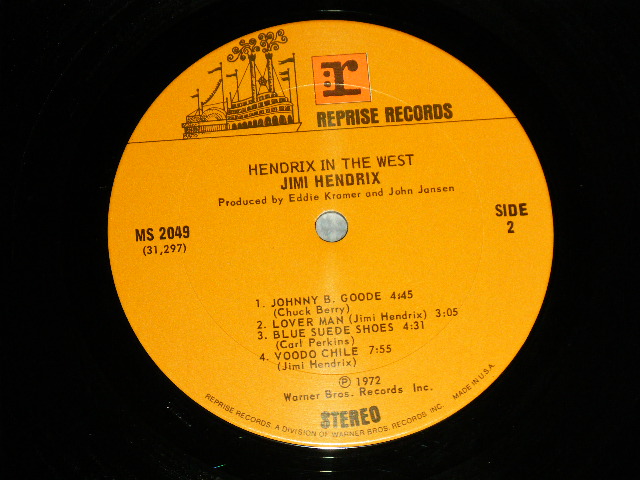 r
REPRISE RECORDS
HENDRIX IN THE WEST
JIMI HENDRIX
Produced by Eddie Kramer and John Jansen
MS 2049
(31,297)
SIDE
2
1. JOHNNY B. GOODE 4:45
(Chuck Berry)
2. LOVER MAN (Jimi Hendrix) 3:05
3. BLUE SUEDE SHOES 4:31
(Carl Perkins)
4. VOODO CHILE 7:55
(Jimi Hendrix)
℗ 1972
Warner Bros. Records Inc.
STEREO
REPRISE RECORDS, A DIVISION OF WARNER BROS. RECORDS INC. MADE IN U.S.A.